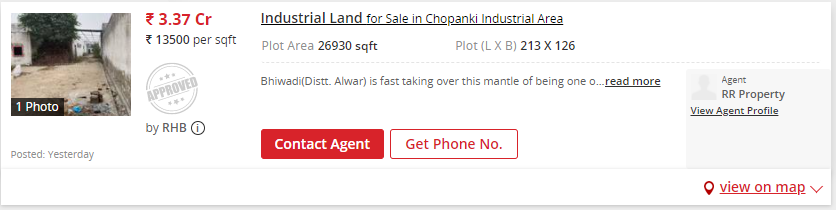 ₹ 3.37 Cr
₹ 13500 per sqft
APPROVED
by RHB
1 Photo
Posted: Yesterday
Industrial Land for Sale in Chopanki Industrial Area
Plot Area 26930 sqft Plot (L X B) 213 X 126
Bhiwadi(Distt. Alwar) is fast taking over this mantle of being one o...read more
Contact Agent Get Phone No.
Agent
RR Property
View Agent Profile
view on map